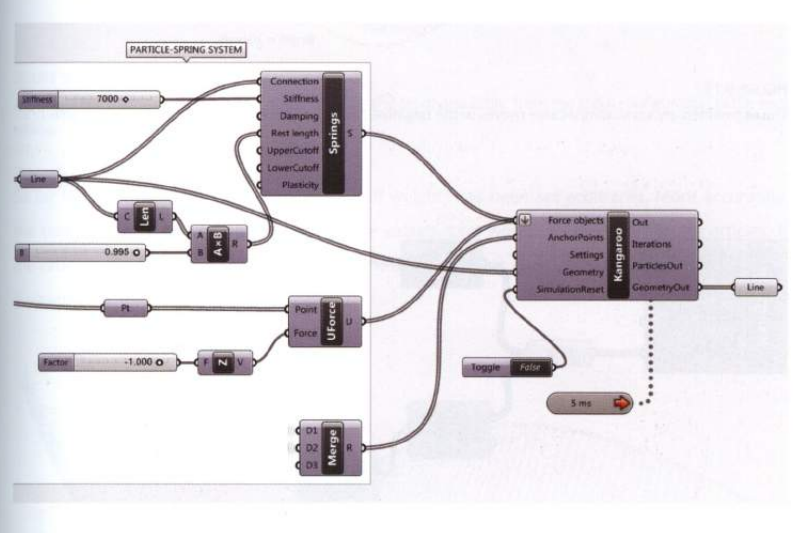 PARTICLE-SPRING SYSTEM
Stiffness 7000
Connection
Stiffness
Damping
Rest length
UpperCutoff
LowerCutoff
Plasticity
Springs
S
Line
C Len L
A
B
A×B
R
B 0.995
Pt
Point
Force
UForce
U
Factor -1.000
F Z V
D1
D2
D3
Merge
R
Force objects
AnchorPoints
Settings
Geometry
SimulationReset
Kangaroo
Out
Iterations
ParticlesOut
GeometryOut
Line
Toggle False
5 ms